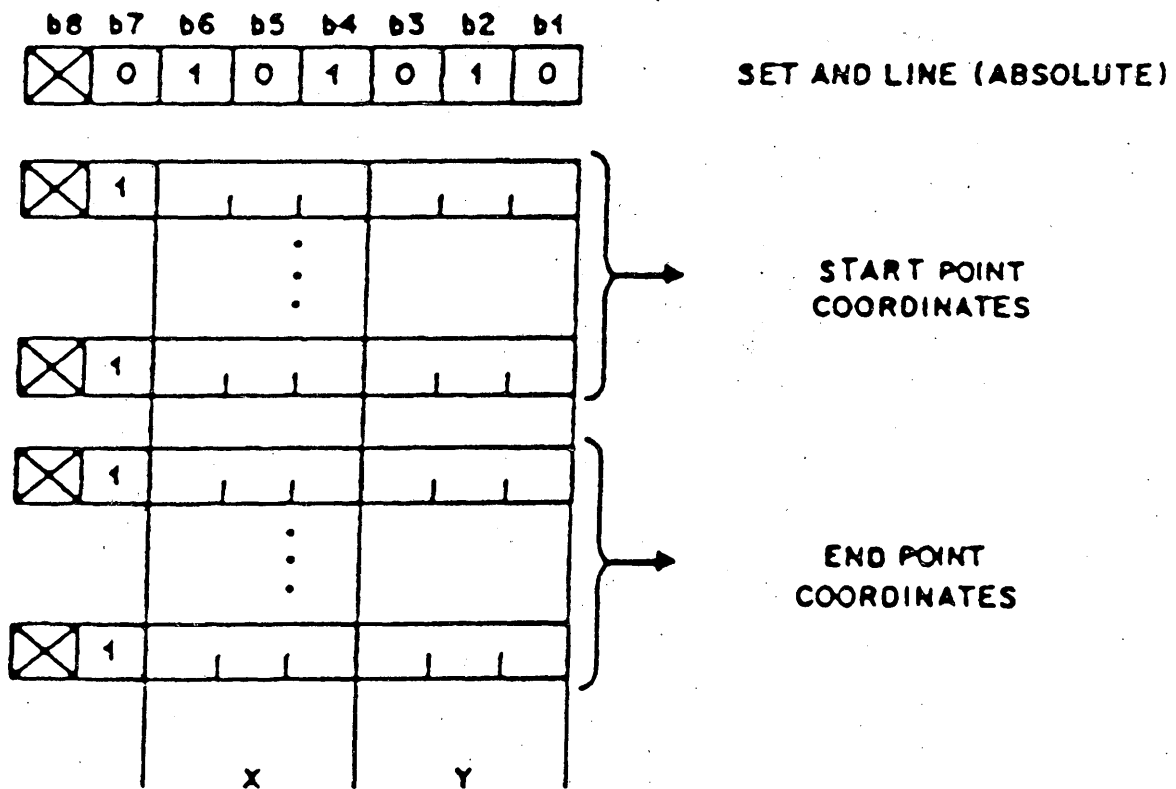 b8 b7 b6 b5 b4 b3 b2 b1
0 1 0 1 0 1 0 SET AND LINE (ABSOLUTE)
1
START POINT
COORDINATES
1
1
END POINT
COORDINATES
1
X Y